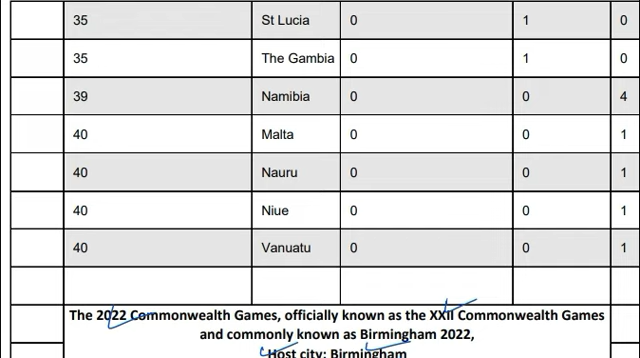 35 St Lucia 0 1 0
35 The Gambia 0 1 0
39 Namibia 0 0 4
40 Malta 0 0 1
40 Nauru 0 0 1
40 Niue 0 0 1
40 Vanuatu 0 0 1
The 2022 Commonwealth Games, officially known as the XXII Commonwealth Games
and commonly known as Birmingham 2022,
Host city: Birmingham